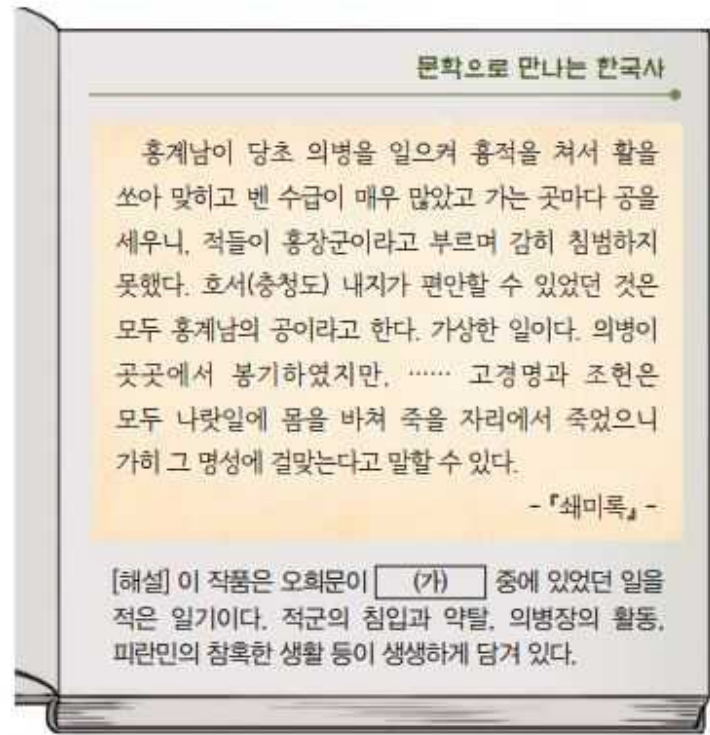 문학으로 만나는 한국사
홍계남이 당초 의병을 일으켜 흉적을 쳐서 활을
쏘아 맞히고 벤 수급이 매우 많았고 가는 곳마다 공을
세우니, 적들이 홍장군이라고 부르며 감히 침범하지
못했다. 호서(충청도) 내지가 편안할 수 있었던 것은
모두 홍계남의 공이라고 한다. 가상한 일이다. 의병이
곳곳에서 봉기하였지만, …… 고경명과 조헌은
모두 나랏일에 몸을 바쳐 죽을 자리에서 죽었으니
가히 그 명성에 걸맞는다고 말할 수 있다.
- 『쇄미록』 -
[해설] 이 작품은 오희문이 (가) 중에 있었던 일을
적은 일기이다. 적군의 침입과 약탈, 의병장의 활동,
피란민의 참혹한 생활 등이 생생하게 담겨 있다.